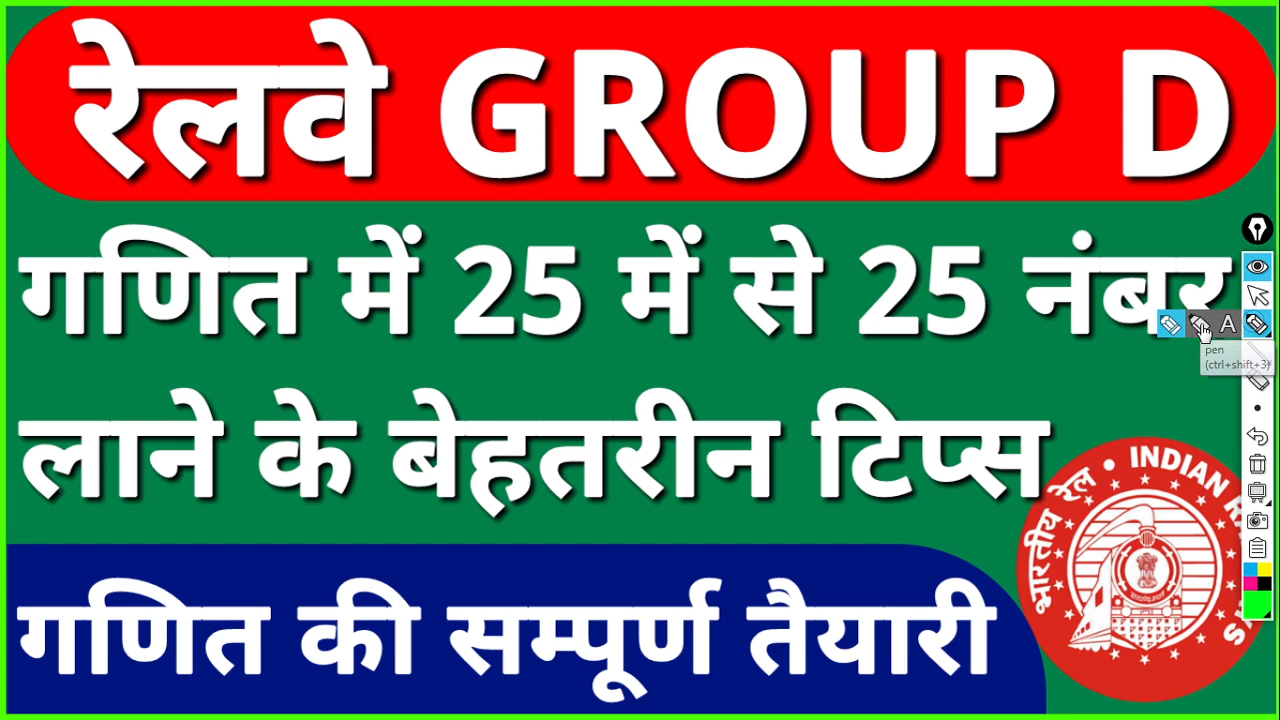 रेलवे GROUP D
गणित में 25 में से 25 नंबर
A
pen
(ctrl+shift+3)
लाने के बेहतरीन टिप्स
भारतीय रेल • INDIAN
गणित की सम्पूर्ण तैयारी